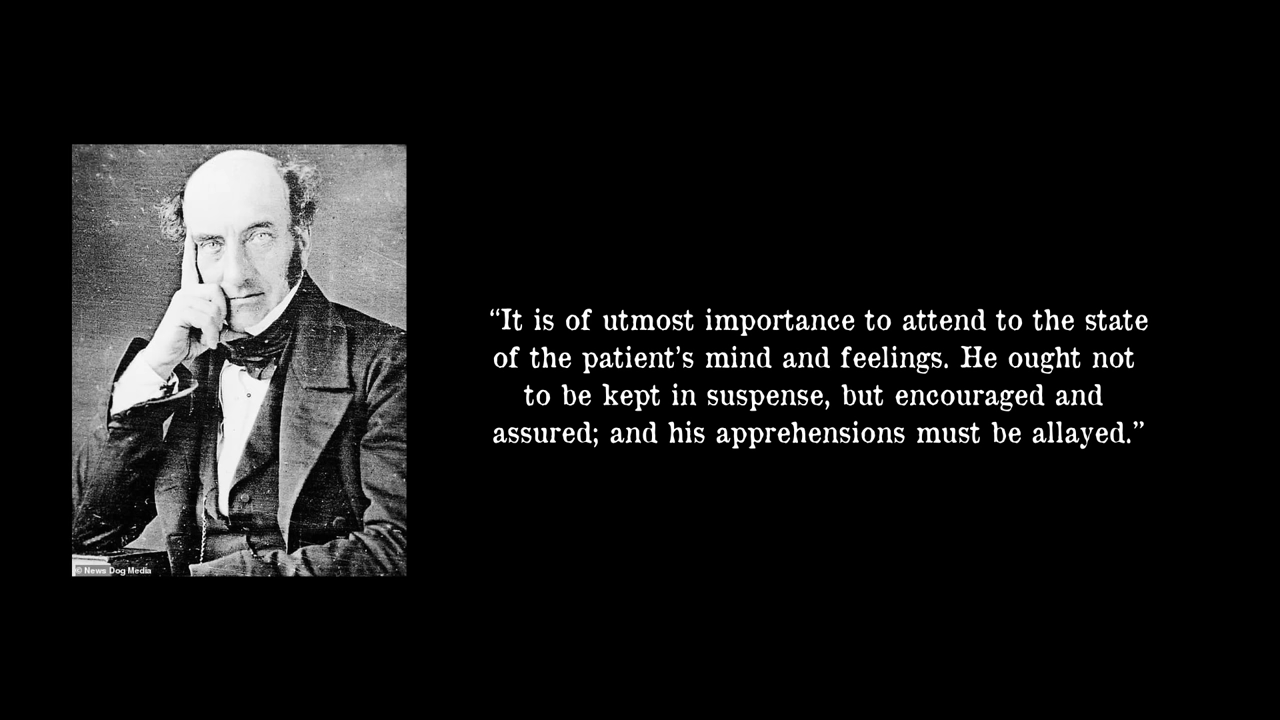 “It is of utmost importance to attend to the state
of the patient’s mind and feelings. He ought not
to be kept in suspense, but encouraged and
assured; and his apprehensions must be allayed.”
© News Dog Media